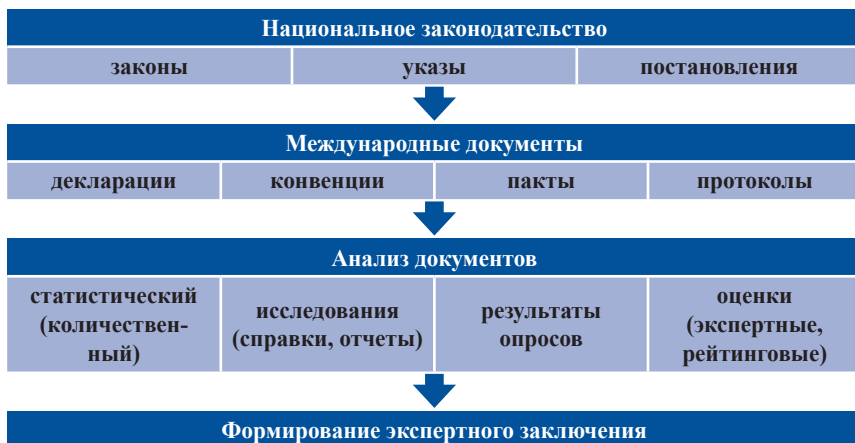 Национальное законодательство
законы указы постановления
Международные документы
декларации конвенции пакты протоколы
Анализ документов
статистический
(количествен-
ный)
исследования
(справки, отчеты)
результаты
опросов
оценки
(экспертные,
рейтинговые)
Формирование экспертного заключения